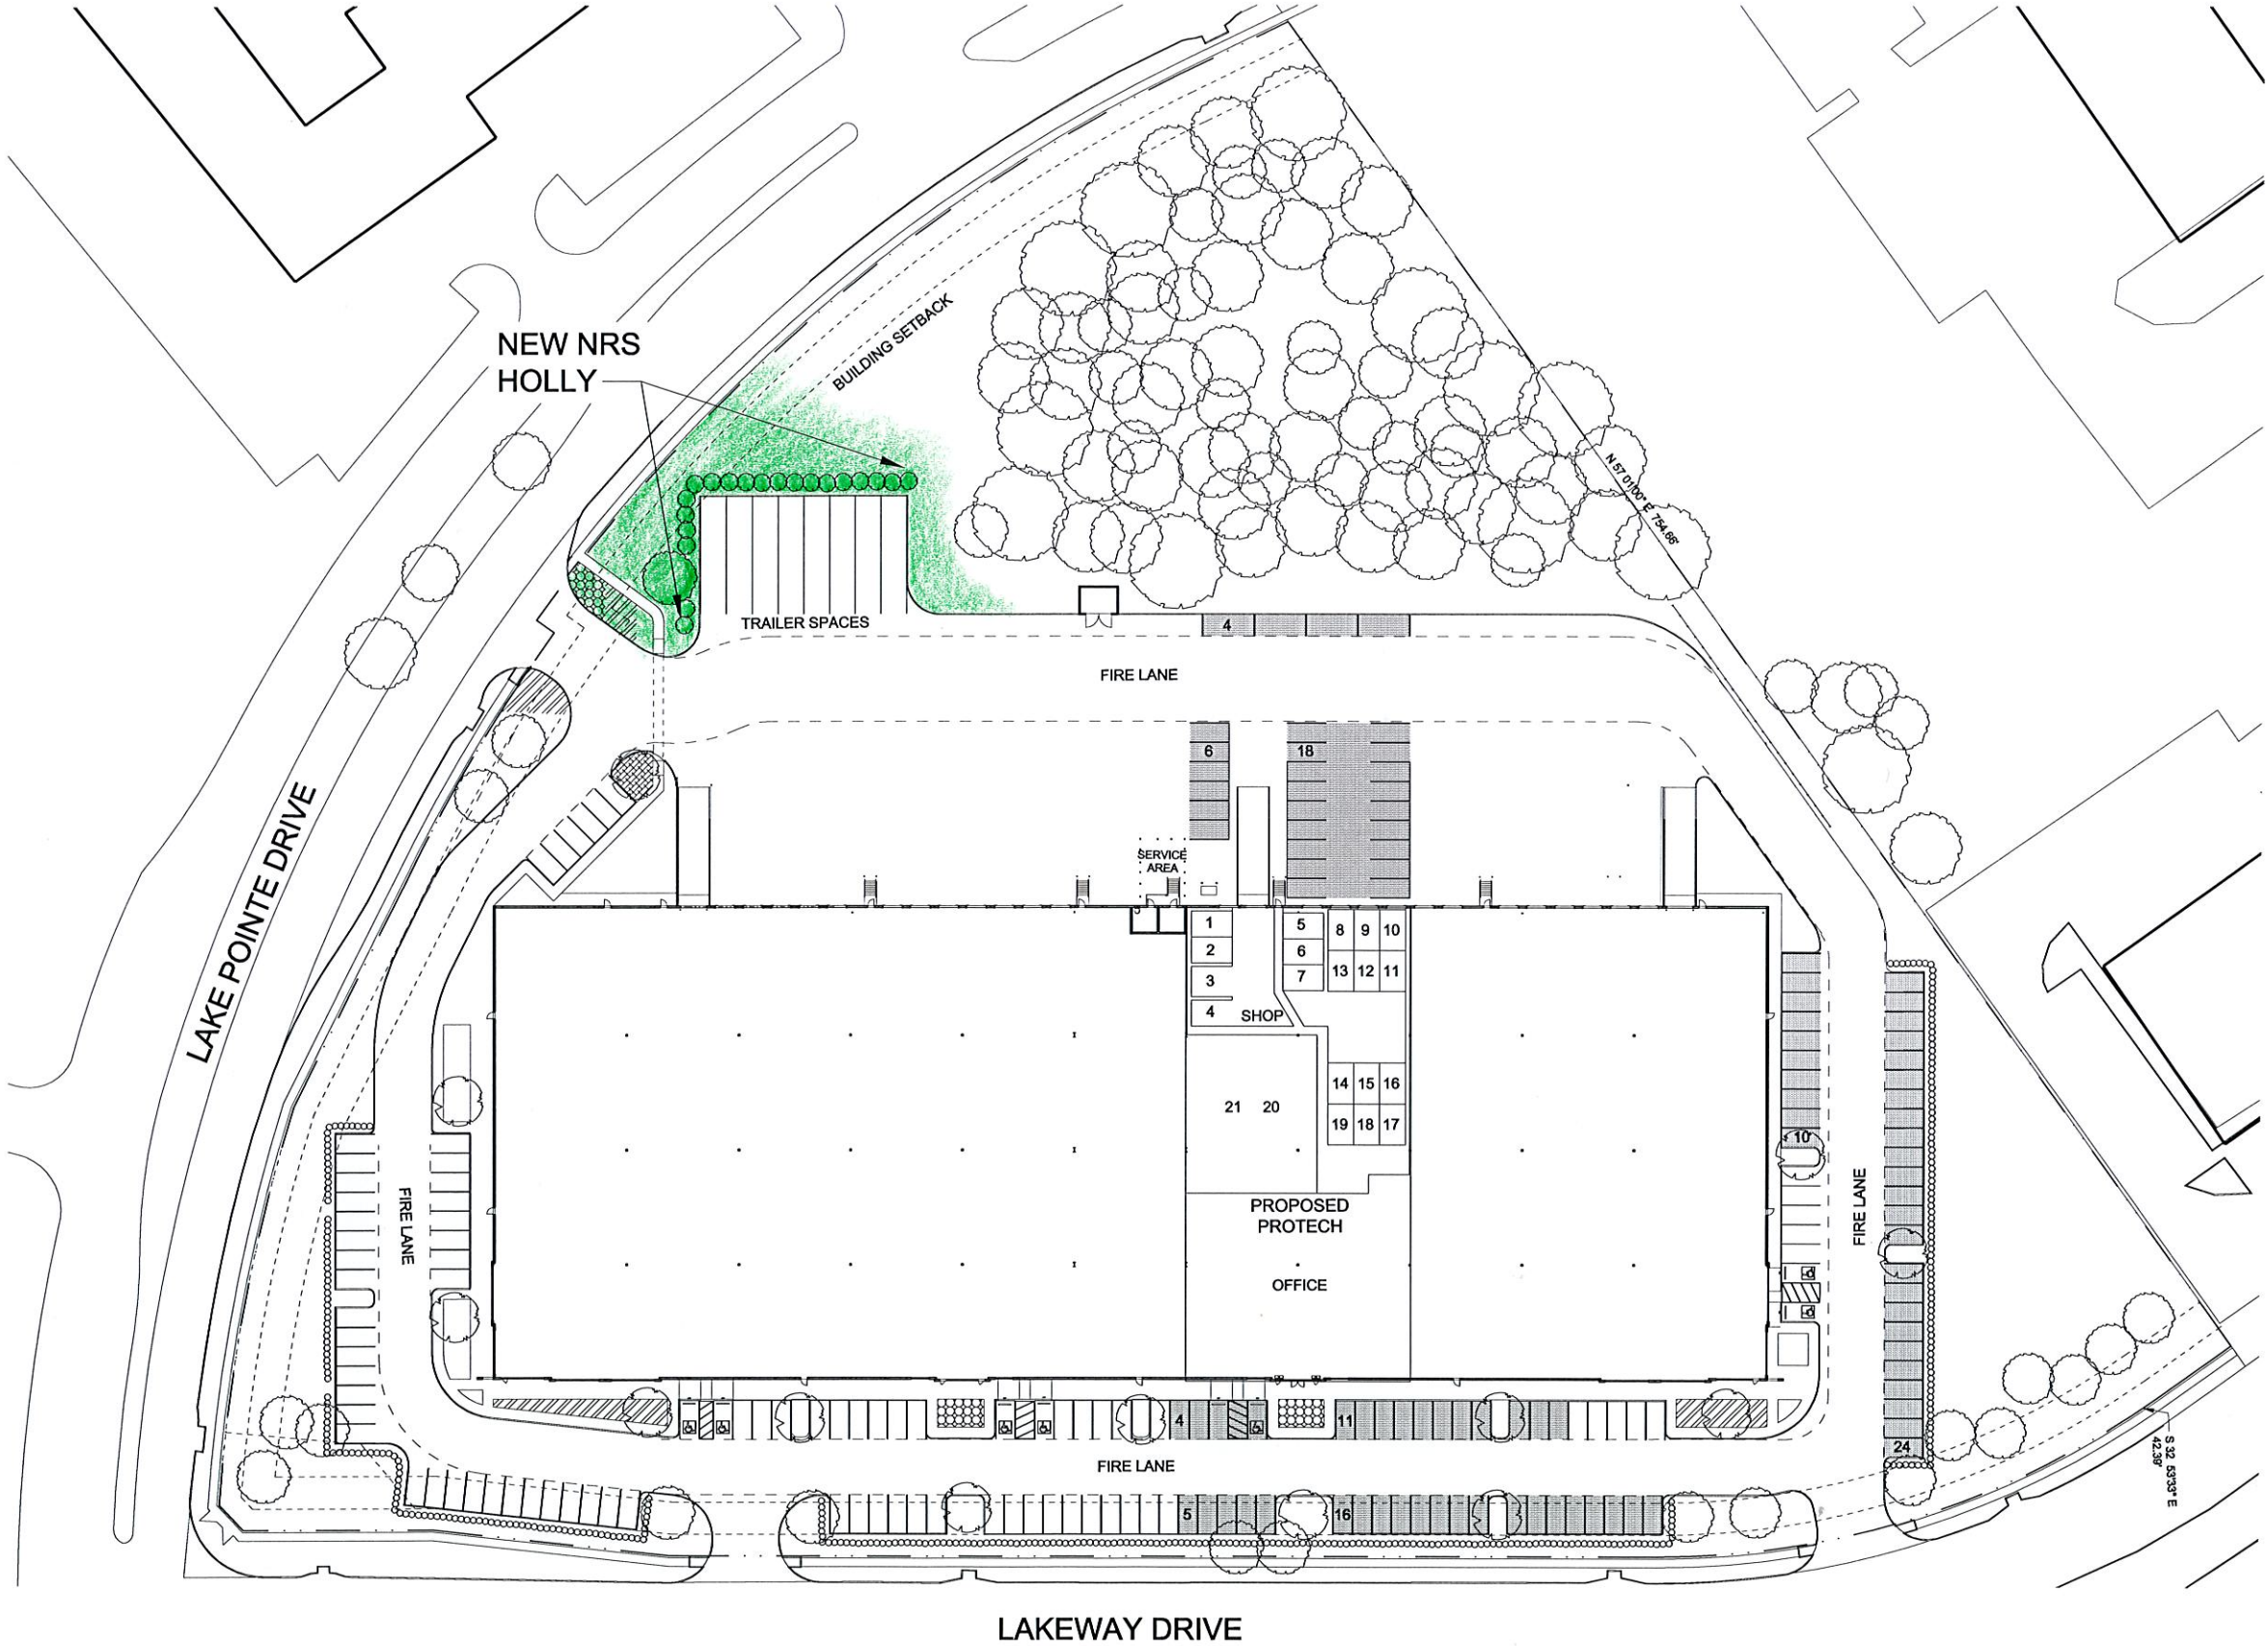 NEW NRS
HOLLY
BUILDING SETBACK
N 57 01'00" E 754.66'
TRAILER SPACES
4
FIRE LANE
6
18
SERVICE
AREA
LAKE POINTE DRIVE
1
2
3
4
SHOP
5
6
7
8 9 10
13 12 11
14 15 16
19 18 17
21 20
PROPOSED
PROTECH
OFFICE
10
FIRE LANE
FIRE LANE
4
11
24
FIRE LANE
5
16
S 32 53'33" E
42.39'
LAKEWAY DRIVE